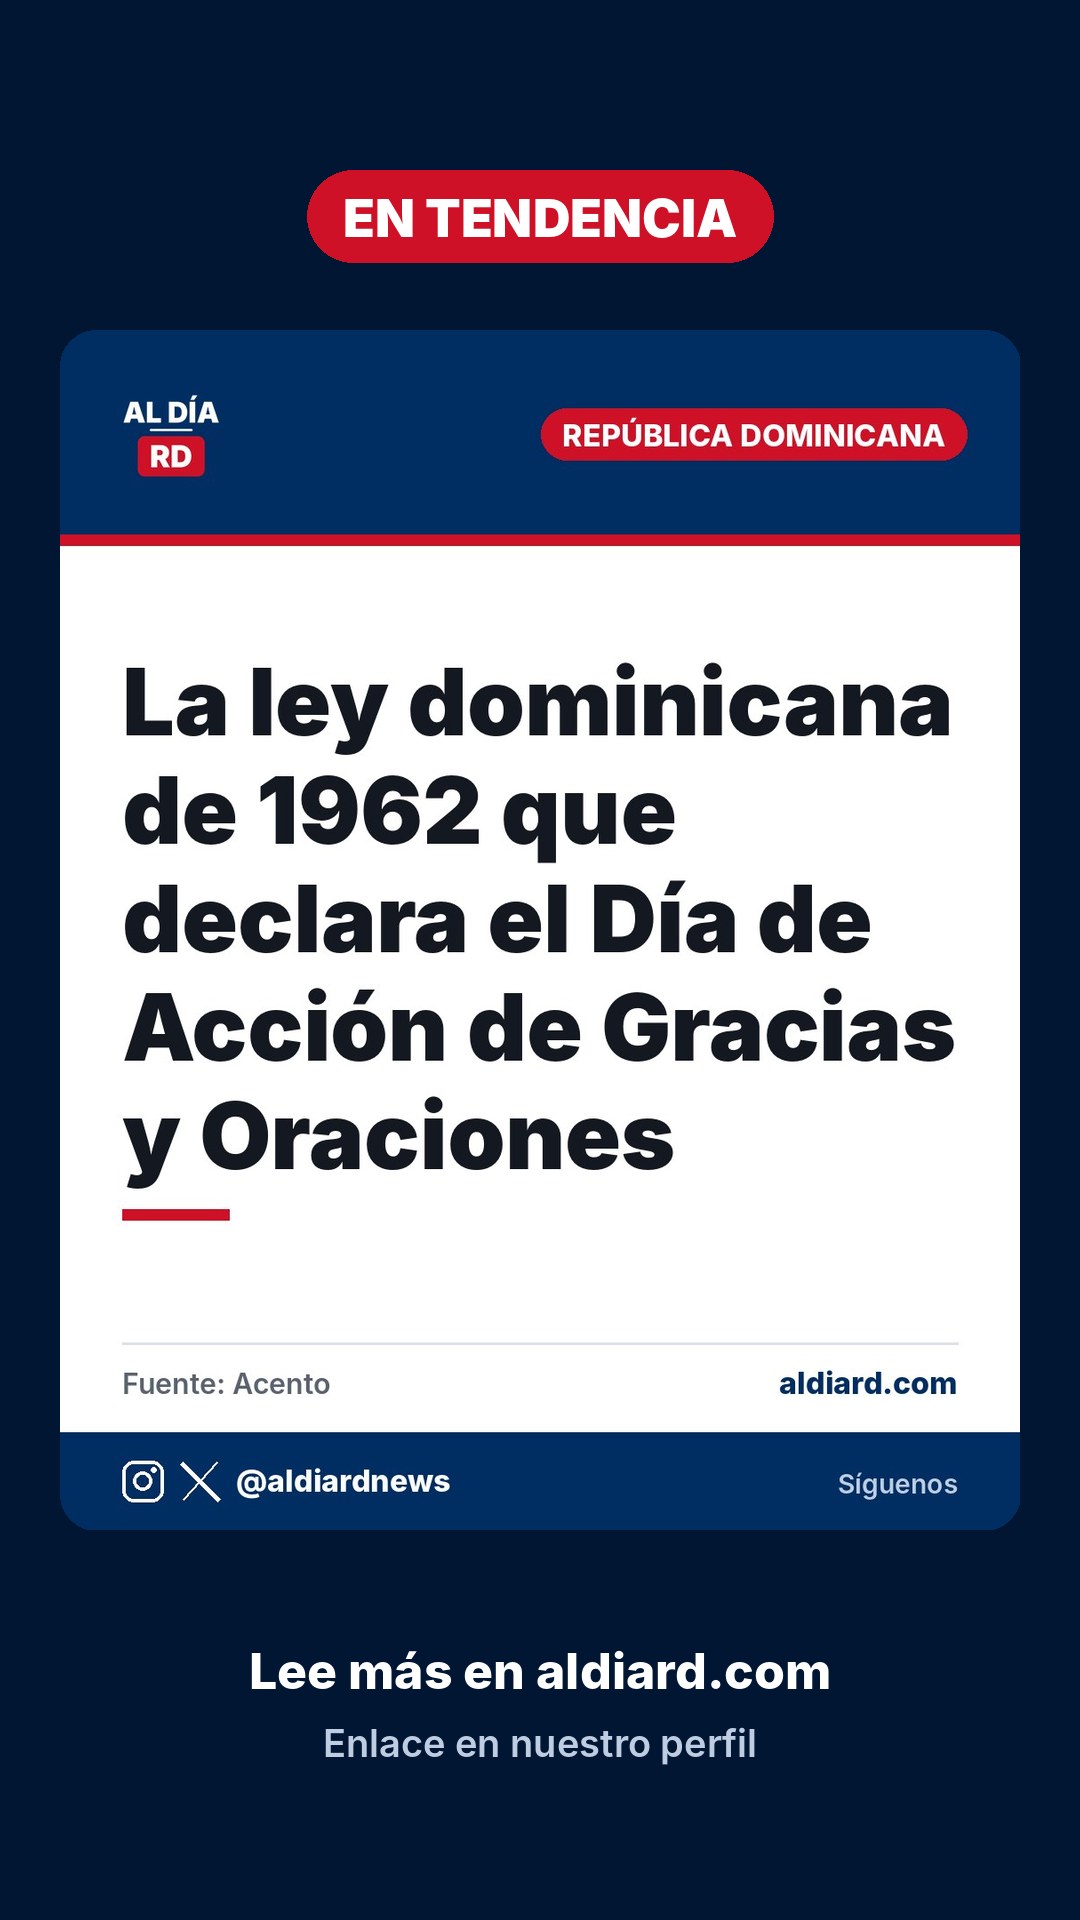 EN TENDENCIA
AL DÍA
RD
REPÚBLICA DOMINICANA
La ley dominicana
de 1962 que
declara el Día de
Acción de Gracias
y Oraciones
Fuente: Acento
aldiard.com
@aldiardnews
Síguenos
Lee más en aldiard.com
Enlace en nuestro perfil